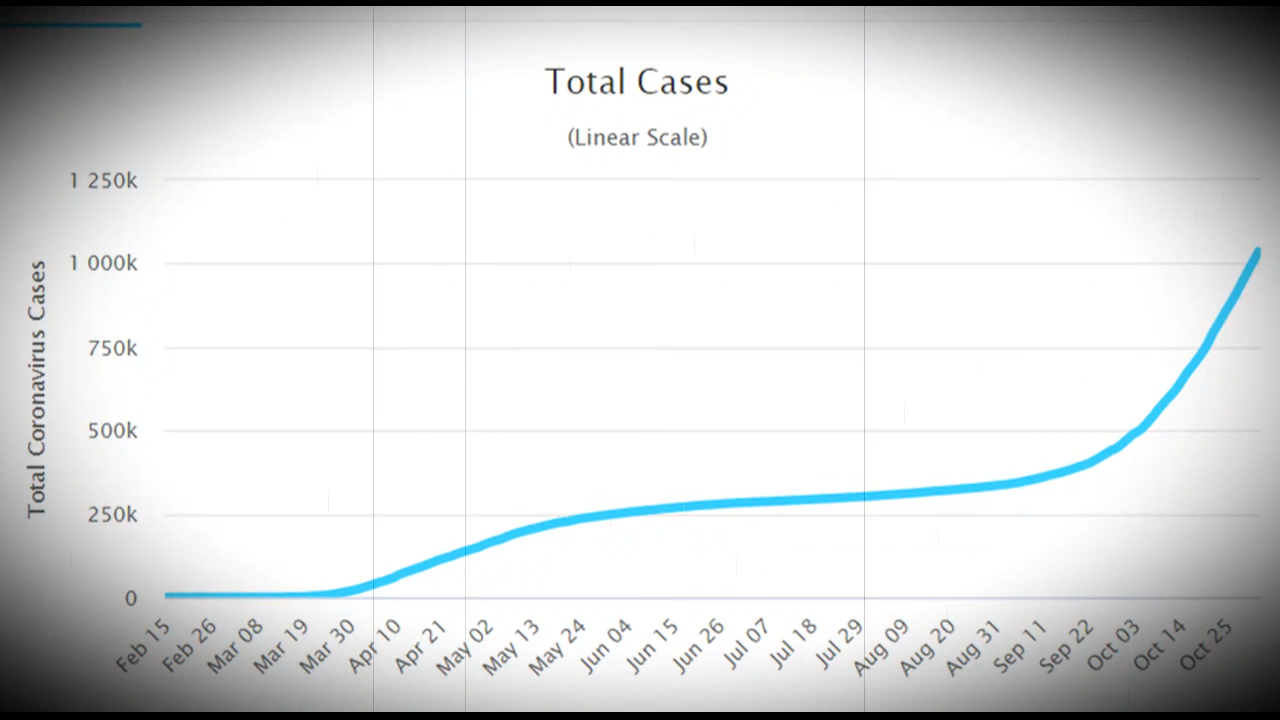 Total Cases
(Linear Scale)
Total Coronavirus Cases
1 250k
1 000k
750k
500k
250k
0
Feb 15
Feb 26
Mar 08
Mar 19
Mar 30
Apr 10
Apr 21
May 02
May 13
May 24
Jun 04
Jun 15
Jun 26
Jul 07
Jul 18
Jul 29
Aug 09
Aug 20
Aug 31
Sep 11
Sep 22
Oct 03
Oct 14
Oct 25